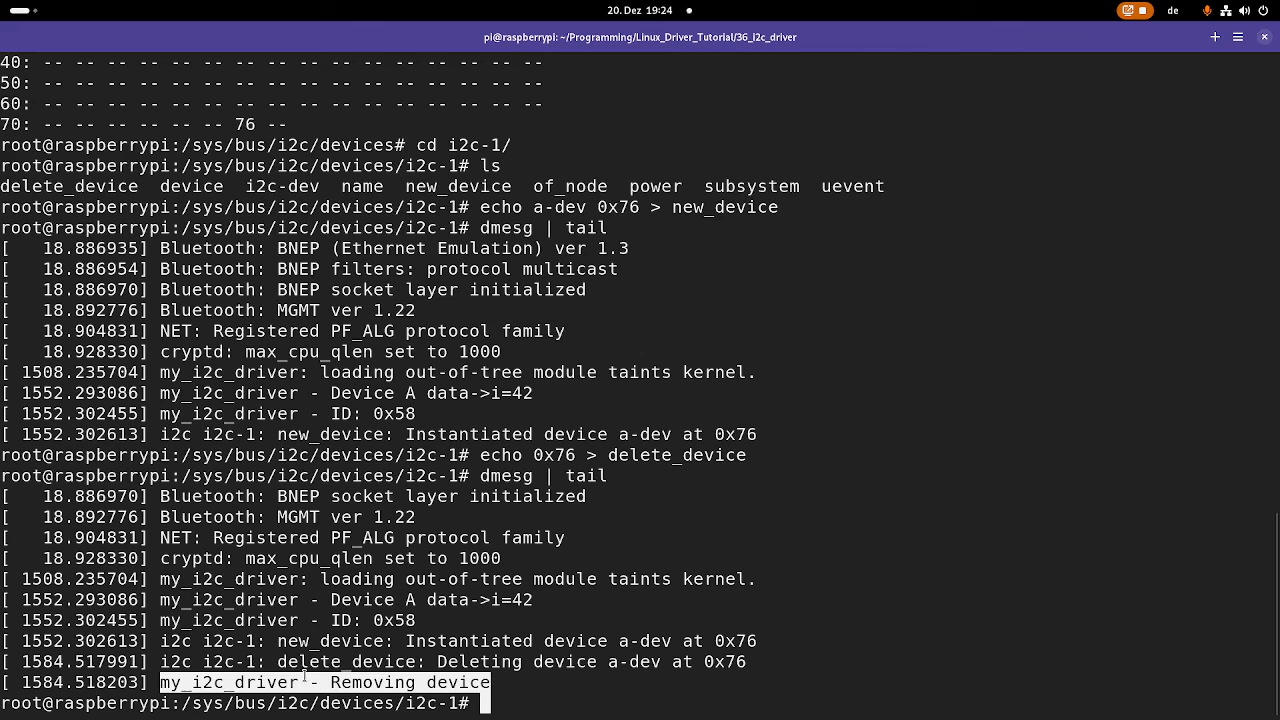 20. Dez 19:24
de
pi@raspberrypi: ~/Programming/Linux_Driver_Tutorial/36_i2c_driver
40: -- -- -- -- -- -- -- -- -- -- -- -- -- -- -- --
50: -- -- -- -- -- -- -- -- -- -- -- -- -- -- -- --
60: -- -- -- -- -- -- -- -- -- -- -- -- -- -- -- --
70: -- -- -- -- -- -- 76 --
root@raspberrypi:/sys/bus/i2c/devices# cd i2c-1/
root@raspberrypi:/sys/bus/i2c/devices/i2c-1# ls
delete_device  device  i2c-dev  name  new_device  of_node  power  subsystem  uevent
root@raspberrypi:/sys/bus/i2c/devices/i2c-1# echo a-dev 0x76 > new_device
root@raspberrypi:/sys/bus/i2c/devices/i2c-1# dmesg | tail
[   18.886935] Bluetooth: BNEP (Ethernet Emulation) ver 1.3
[   18.886954] Bluetooth: BNEP filters: protocol multicast
[   18.886970] Bluetooth: BNEP socket layer initialized
[   18.892776] Bluetooth: MGMT ver 1.22
[   18.904831] NET: Registered PF_ALG protocol family
[   18.928330] cryptd: max_cpu_qlen set to 1000
[ 1508.235704] my_i2c_driver: loading out-of-tree module taints kernel.
[ 1552.293086] my_i2c_driver - Device A data->i=42
[ 1552.302455] my_i2c_driver - ID: 0x58
[ 1552.302613] i2c i2c-1: new_device: Instantiated device a-dev at 0x76
root@raspberrypi:/sys/bus/i2c/devices/i2c-1# echo 0x76 > delete_device
root@raspberrypi:/sys/bus/i2c/devices/i2c-1# dmesg | tail
[   18.886970] Bluetooth: BNEP socket layer initialized
[   18.892776] Bluetooth: MGMT ver 1.22
[   18.904831] NET: Registered PF_ALG protocol family
[   18.928330] cryptd: max_cpu_qlen set to 1000
[ 1508.235704] my_i2c_driver: loading out-of-tree module taints kernel.
[ 1552.293086] my_i2c_driver - Device A data->i=42
[ 1552.302455] my_i2c_driver - ID: 0x58
[ 1552.302613] i2c i2c-1: new_device: Instantiated device a-dev at 0x76
[ 1584.517991] i2c i2c-1: delete_device: Deleting device a-dev at 0x76
[ 1584.518203] my_i2c_driver - Removing device
root@raspberrypi:/sys/bus/i2c/devices/i2c-1#